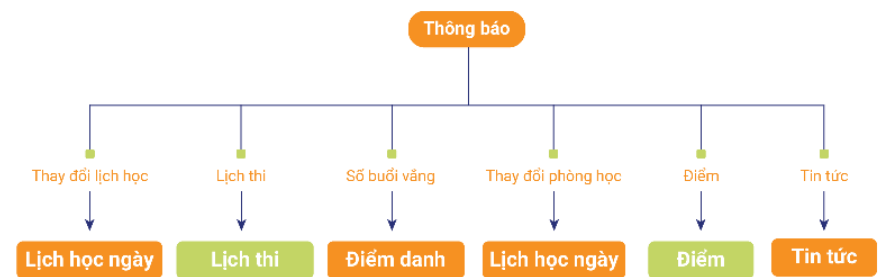 Thông báo
Thay đổi lịch học
Lịch thi
Số buổi vắng
Thay đổi phòng học
Điểm
Tin tức
Lịch học ngày
Lịch thi
Điểm danh
Lịch học ngày
Điểm
Tin tức